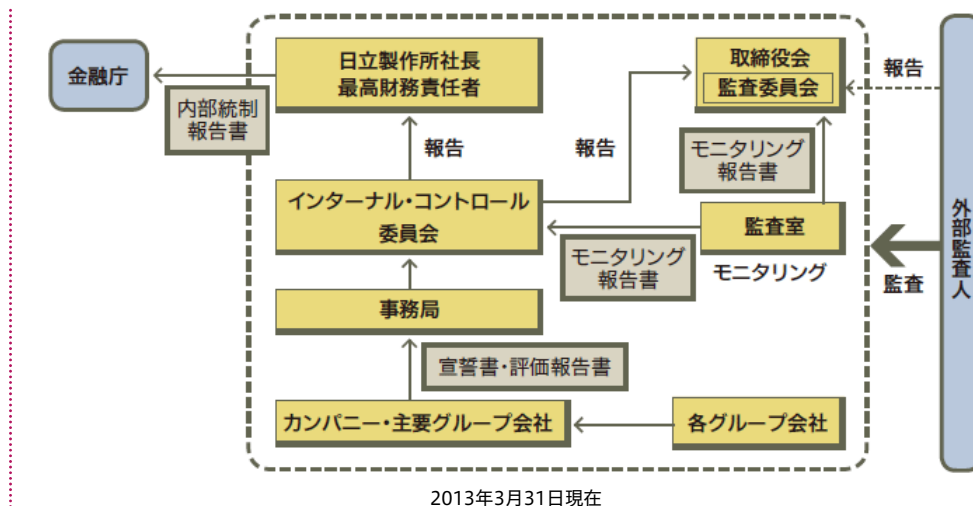 金融庁
日立製作所社長
最高財務責任者
取締役会
監査委員会
報告
内部統制
報告書
報告
報告
モニタリング
報告書
インターナル・コントロール
委員会
監査室
モニタリング
モニタリング
報告書
外部監査人
監査
事務局
宣誓書・評価報告書
カンパニー・主要グループ会社
各グループ会社
2013年3月31日現在